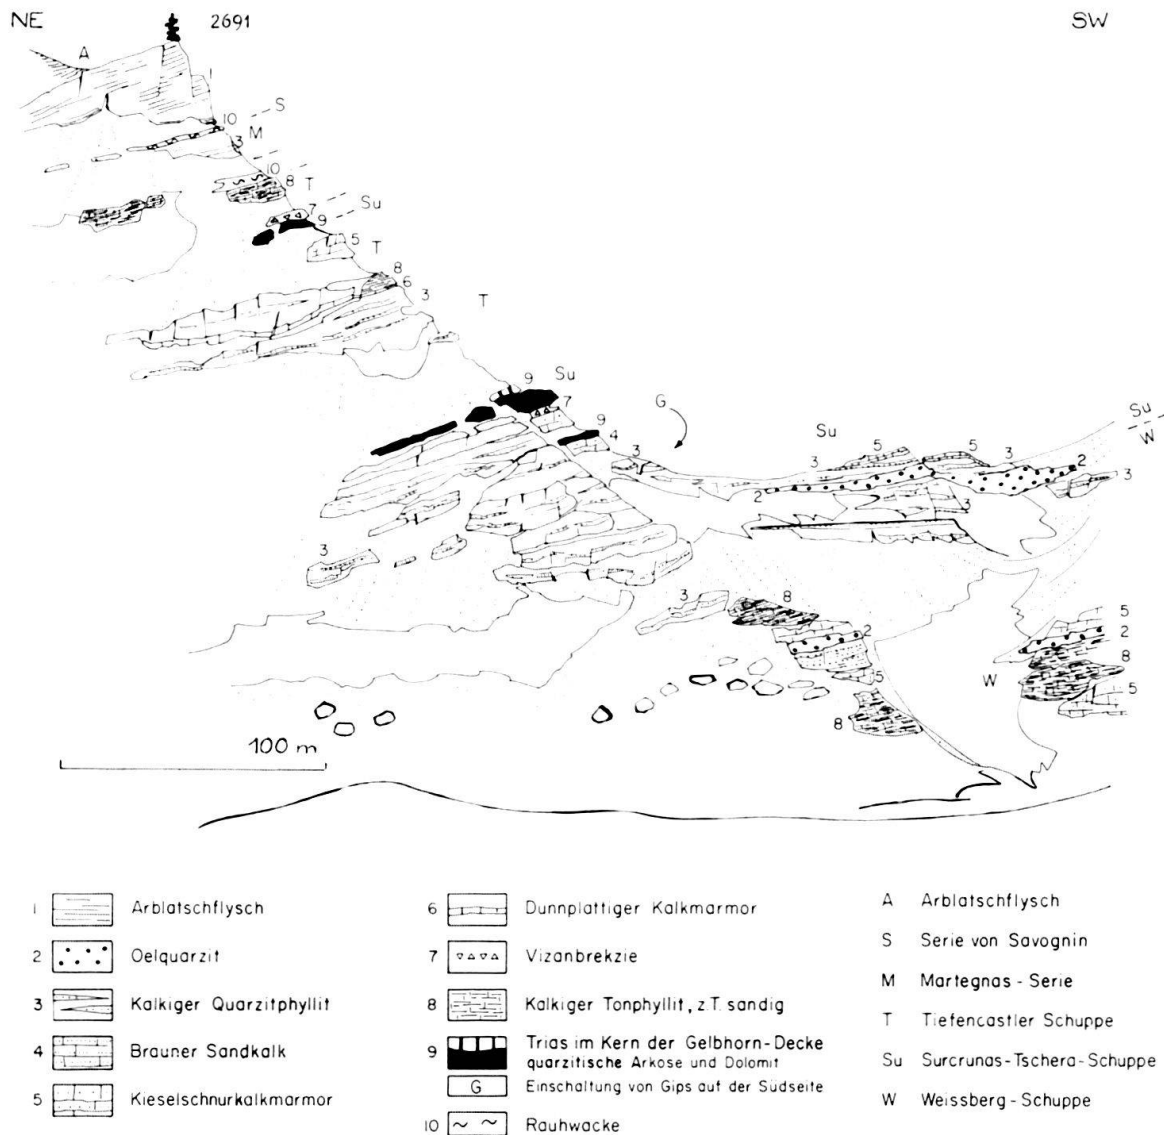 NE 2691 SW
A
1
10 S
3 M
10
8 T
7 Su
9
5
T
8
6
3 T
9 Su
7 G
9
4
3
Su
W
Su
3 5 5 3 2 3
2 3
3
3 8
2
5
8
5
2
8
W 5
100 m
1 Arblatschflysch
2 Oelquarzit
3 Kalkiger Quarzitphyllit
4 Brauner Sandkalk
5 Kieselschnurkalkmarmor
6 Dunnplattiger Kalkmarmor
7 Vizanbrekzie
8 Kalkiger Tonphyllit, z.T. sandig
9 Trias im Kern der Gelbhorn-Decke
quarzitische Arkose und Dolomit
G Einschaltung von Gips auf der Südseite
10 Rauhwacke
A Arblatschflysch
S Serie von Savognin
M Martegnas - Serie
T Tiefencastler Schuppe
Su Surcrunas-Tschera-Schuppe
W Weissberg - Schuppe